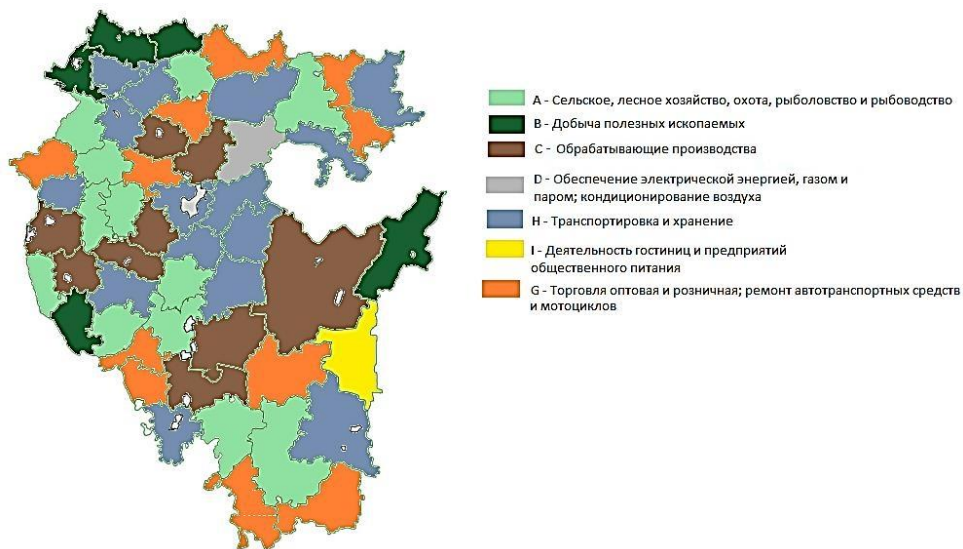 А - Сельское, лесное хозяйство, охота, рыболовство и рыбоводство
В - Добыча полезных ископаемых
С - Обрабатывающие производства
D - Обеспечение электрической энергией, газом и
паром; кондиционирование воздуха
Н - Транспортировка и хранение
I - Деятельность гостиниц и предприятий
общественного питания
G - Торговля оптовая и розничная; ремонт автотранспортных средств
и мотоциклов